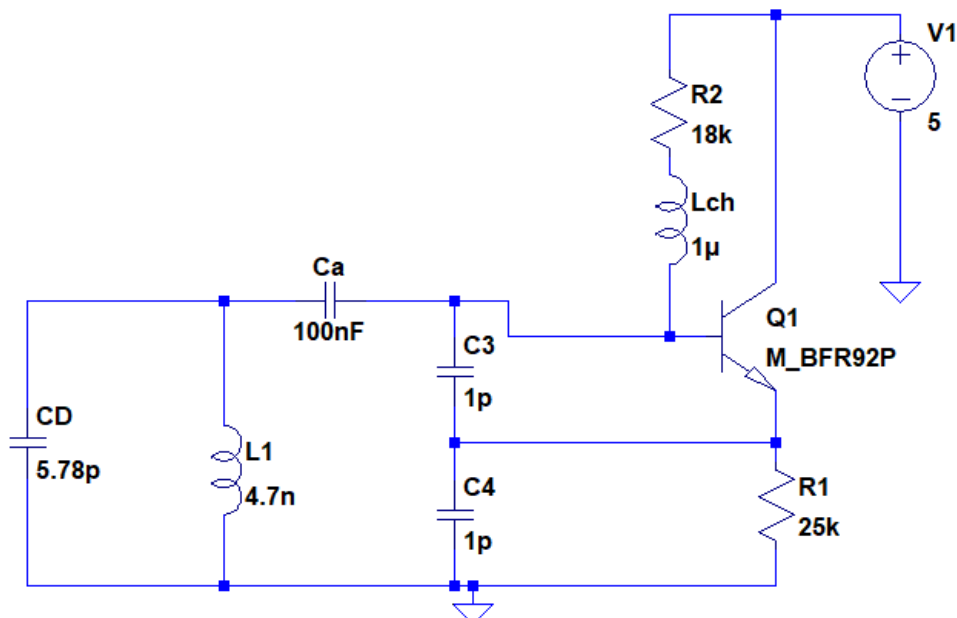 V1
R2
5
18k
Lch
1µ
Ca
100nF
Q1
C3
M_BFR92P
1p
CD
5.78p
L1
4.7n
C4
1p
R1
25k